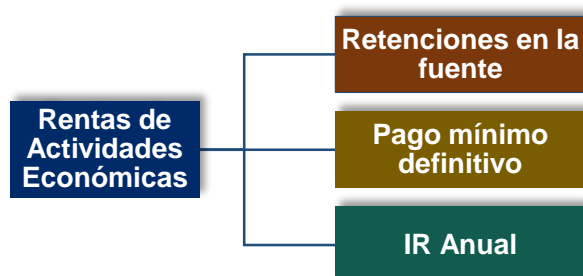 Rentas de
Actividades
Económicas
Retenciones en la
fuente
Pago mínimo
definitivo
IR Anual